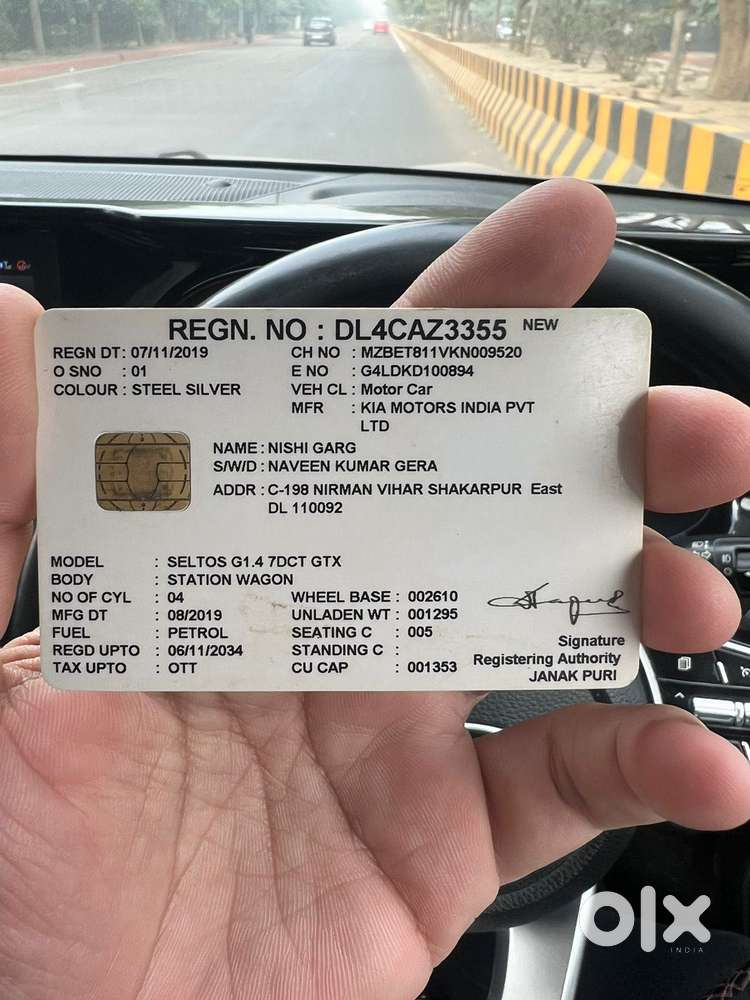 REGN. NO : DL4CAZ3355 NEW
REGN DT : 07/11/2019 CH NO : MZBET811VKN009520
O SNO : 01 E NO : G4LDKD100894
COLOUR : STEEL SILVER VEH CL : Motor Car
MFR : KIA MOTORS INDIA PVT
LTD
NAME : NISHI GARG
S/W/D : NAVEEN KUMAR GERA
ADDR : C-198 NIRMAN VIHAR SHAKARPUR East
DL 110092
MODEL : SELTOS G1.4 7DCT GTX
BODY : STATION WAGON
NO OF CYL : 04 WHEEL BASE : 002610
MFG DT : 08/2019 UNLADEN WT : 001295
FUEL : PETROL SEATING C : 005
REGD UPTO : 06/11/2034 STANDING C :
TAX UPTO : OTT CU CAP : 001353
Signature
Registering Authority
JANAK PURI
olx
INDIA